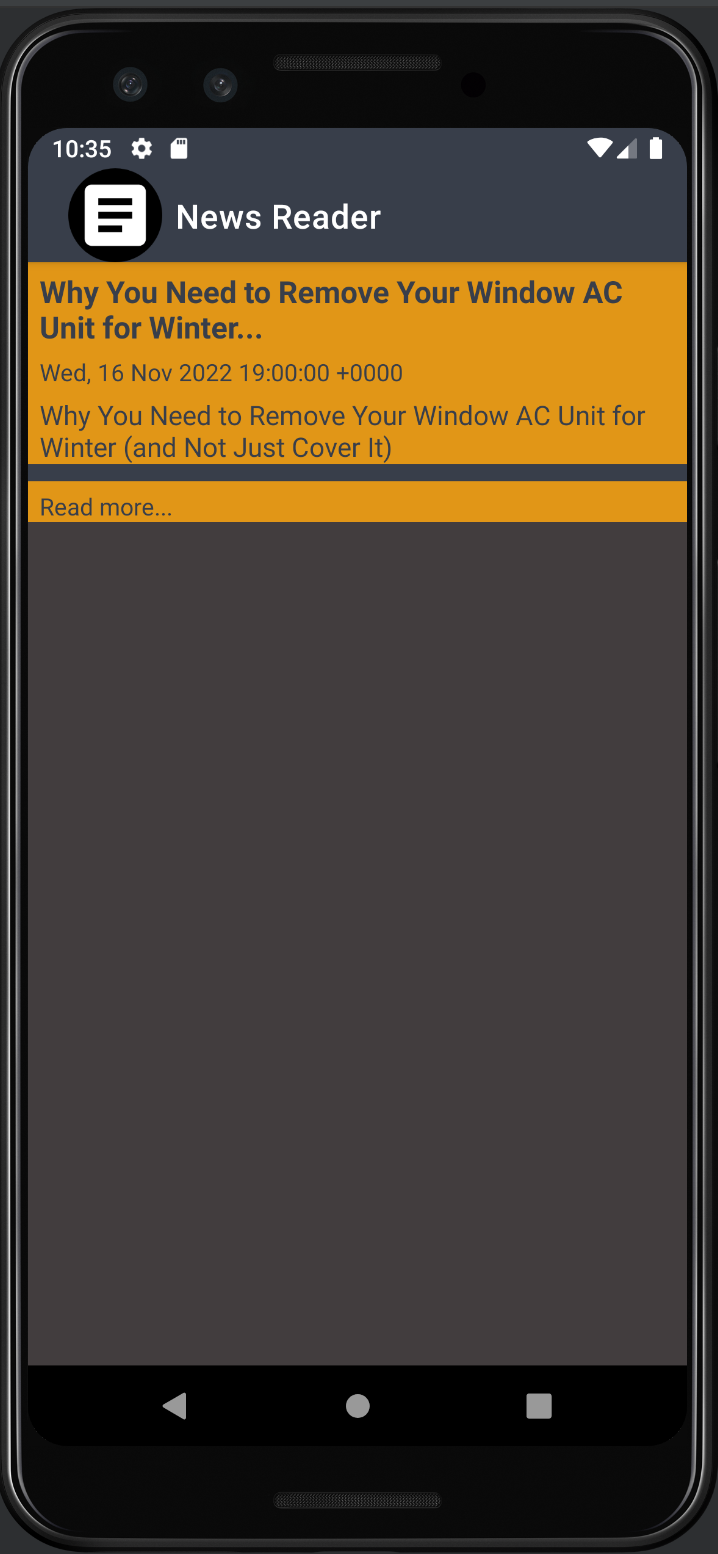 10:35
News Reader
Why You Need to Remove Your Window AC
Unit for Winter...
Wed, 16 Nov 2022 19:00:00 +0000
Why You Need to Remove Your Window AC Unit for
Winter (and Not Just Cover It)
Read more...